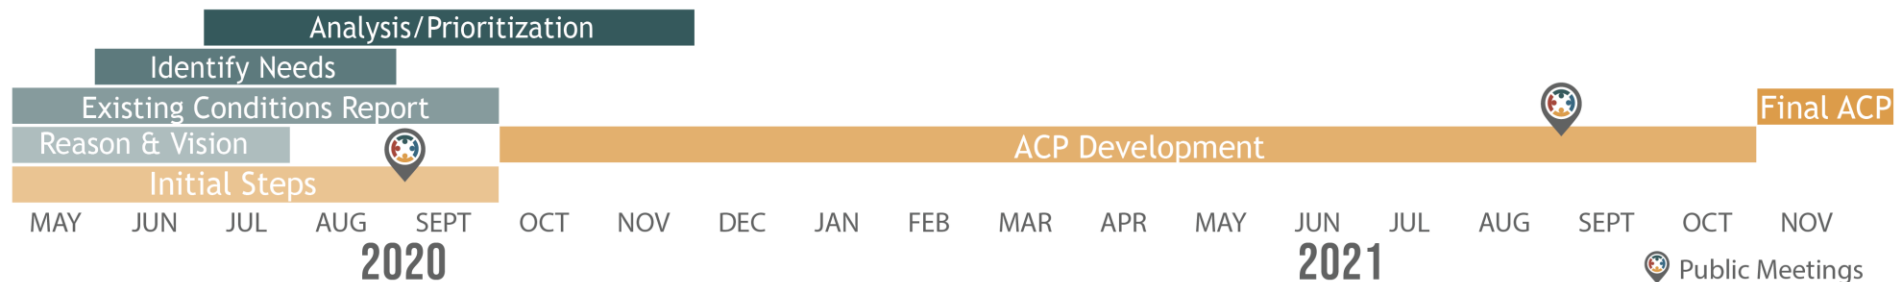 Analysis/Prioritization
Identify Needs
Existing Conditions Report
Final ACP
Reason & Vision
ACP Development
Initial Steps
MAY JUN JUL AUG SEPT OCT NOV DEC JAN FEB MAR APR MAY JUN JUL AUG SEPT OCT NOV
2020 2021
Public Meetings